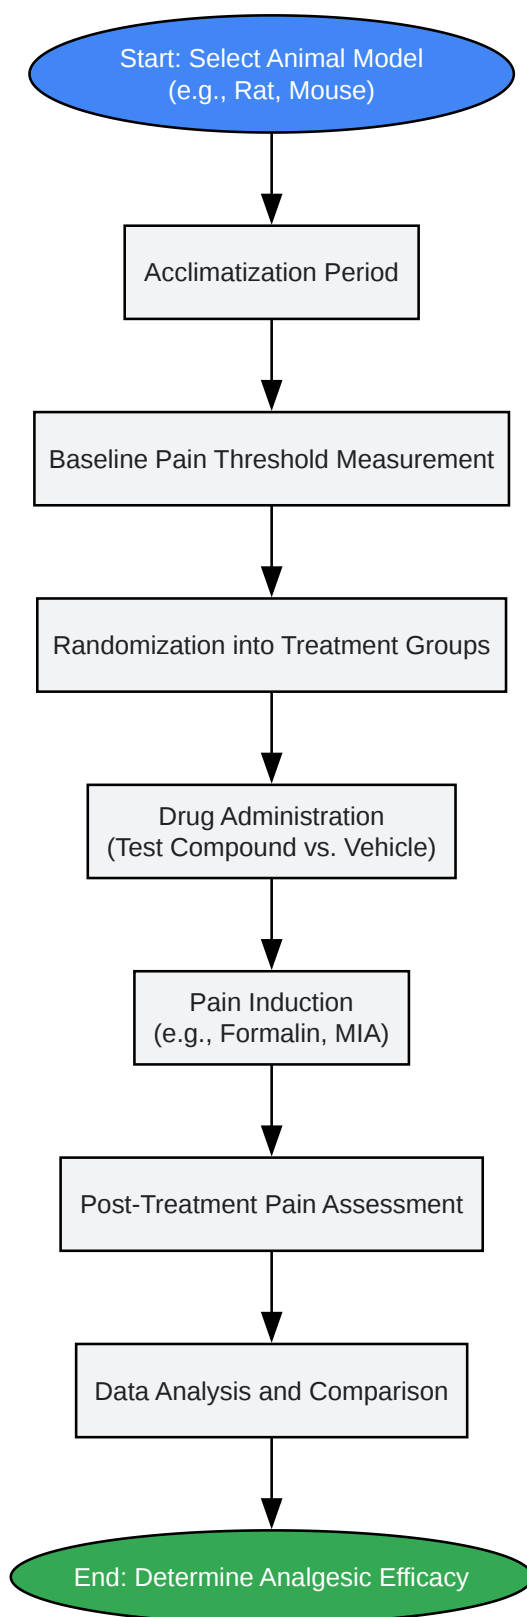 Start: Select Animal Model
(e.g., Rat, Mouse)
Acclimatization Period
Baseline Pain Threshold Measurement
Randomization into Treatment Groups
Drug Administration
(Test Compound vs. Vehicle)
Pain Induction
(e.g., Formalin, MIA)
Post-Treatment Pain Assessment
Data Analysis and Comparison
End: Determine Analgesic Efficacy